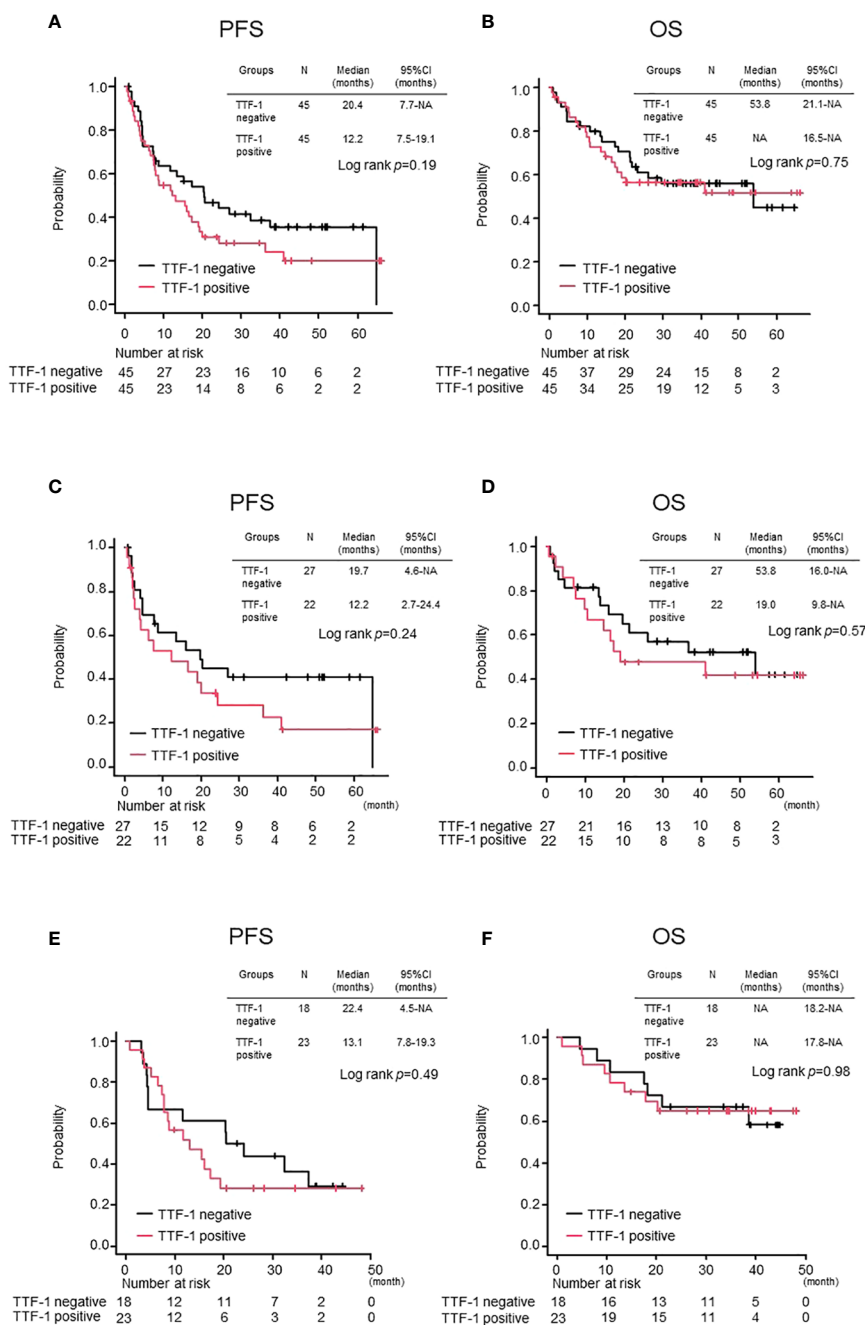 A
PFS
Groups N Median (months) 95%CI (months)
TTF-1 negative 45 20.4 7.7-NA
TTF-1 positive 45 12.2 7.5-19.1
Log rank p=0.19
Probability
1.0
0.8
0.6
0.4
0.2
0.0
TTF-1 negative
TTF-1 positive
0 10 20 30 40 50 60
Number at risk
TTF-1 negative 45 27 23 16 10 6 2
TTF-1 positive 45 23 14 8 6 2 2
B
OS
Groups N Median (months) 95%CI (months)
TTF-1 negative 45 53.8 21.1-NA
TTF-1 positive 45 NA 16.5-NA
Log rank p=0.75
Probability
1.0
0.8
0.6
0.4
0.2
0.0
TTF-1 negative
TTF-1 positive
0 10 20 30 40 50 60
Number at risk
TTF-1 negative 45 37 29 24 15 8 2
TTF-1 positive 45 34 25 19 12 5 3
C
PFS
Groups N Median (months) 95%CI (months)
TTF-1 negative 27 19.7 4.6-NA
TTF-1 positive 22 12.2 2.7-24.4
Log rank p=0.24
Probability
1.0
0.8
0.6
0.4
0.2
0.0
TTF-1 negative
TTF-1 positive
0 10 20 30 40 50 60
Number at risk (month)
TTF-1 negative 27 15 12 9 8 6 2
TTF-1 positive 22 11 8 5 4 2 2
D
OS
Groups N Median (months) 95%CI (months)
TTF-1 negative 27 53.8 16.0-NA
TTF-1 positive 22 19.0 9.8-NA
Log rank p=0.57
Probability
1.0
0.8
0.6
0.4
0.2
0.0
TTF-1 negative
TTF-1 positive
0 10 20 30 40 50 60
Number at risk (month)
TTF-1 negative 27 21 16 13 10 8 2
TTF-1 positive 22 15 10 8 8 5 3
E
PFS
Groups N Median (months) 95%CI (months)
TTF-1 negative 18 22.4 4.5-NA
TTF-1 positive 23 13.1 7.8-19.3
Log rank p=0.49
Probability
1.0
0.8
0.6
0.4
0.2
0.0
TTF-1 negative
TTF-1 positive
0 10 20 30 40 50
Number at risk (month)
TTF-1 negative 18 12 11 7 2 0
TTF-1 positive 23 12 6 3 2 0
F
OS
Groups N Median (months) 95%CI (months)
TTF-1 negative 18 NA 18.2-NA
TTF-1 positive 23 NA 17.8-NA
Log rank p=0.98
Probability
1.0
0.8
0.6
0.4
0.2
0.0
TTF-1 negative
TTF-1 positive
0 10 20 30 40 50
Number at risk (month)
TTF-1 negative 18 16 13 11 5 0
TTF-1 positive 23 19 15 11 4 0